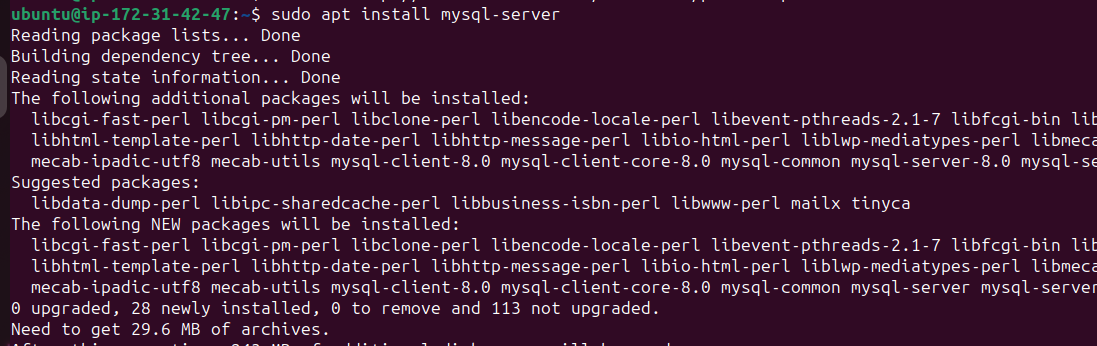 ubuntu@ip-172-31-42-47:~$ sudo apt install mysql-server
Reading package lists... Done
Building dependency tree... Done
Reading state information... Done
The following additional packages will be installed:
  libcgi-fast-perl libcgi-pm-perl libclone-perl libencode-locale-perl libevent-pthreads-2.1-7 libfcgi-bin
  libhtml-template-perl libhttp-date-perl libhttp-message-perl libio-html-perl liblwp-mediatypes-perl
  mecab-ipadic-utf8 mecab-utils mysql-client-8.0 mysql-client-core-8.0 mysql-common mysql-server-8.0
Suggested packages:
  libdata-dump-perl libipc-sharedcache-perl libbusiness-isbn-perl libwww-perl mailx tinyca
The following NEW packages will be installed:
  libcgi-fast-perl libcgi-pm-perl libclone-perl libencode-locale-perl libevent-pthreads-2.1-7 libfcgi-bin
  libhtml-template-perl libhttp-date-perl libhttp-message-perl libio-html-perl liblwp-mediatypes-perl
  mecab-ipadic-utf8 mecab-utils mysql-client-8.0 mysql-client-core-8.0 mysql-common mysql-server mysql-server
0 upgraded, 28 newly installed, 0 to remove and 113 not upgraded.
Need to get 29.6 MB of archives.